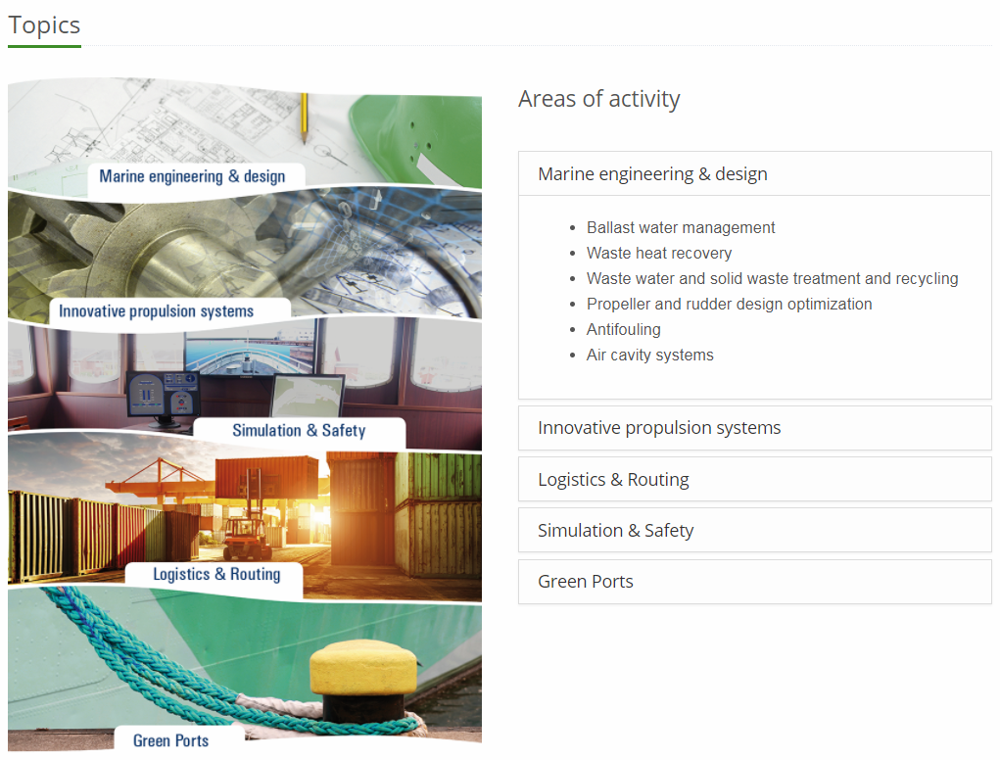 Topics
Marine engineering & design
Innovative propulsion systems
Simulation & Safety
Logistics & Routing
Green Ports
Areas of activity
Marine engineering & design
Ballast water management
Waste heat recovery
Waste water and solid waste treatment and recycling
Propeller and rudder design optimization
Antifouling
Air cavity systems
Innovative propulsion systems
Logistics & Routing
Simulation & Safety
Green Ports